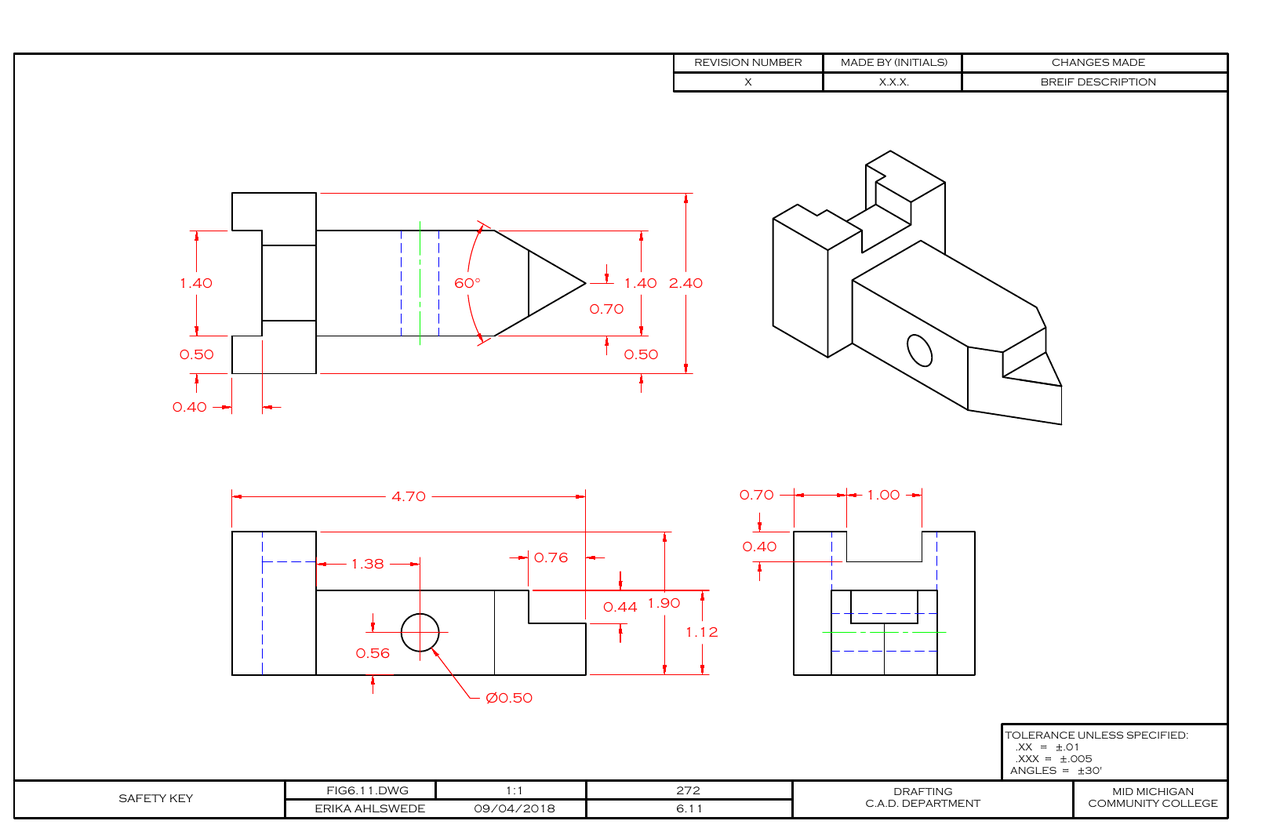 REVISION NUMBER MADE BY (INITIALS) CHANGES MADE
X X.X.X. BREIF DESCRIPTION
1.40 60° 1.40 2.40
0.70
0.50 0.50
0.40
4.70 0.70 1.00
0.40
1.38 0.76
0.44 1.90
1.12
0.56
Ø0.50
TOLERANCE UNLESS SPECIFIED:
.XX = ±.01
.XXX = ±.005
ANGLES = ±30'
SAFETY KEY
FIG6.11.DWG 1:1 272
ERIKA AHLSWEDE 09/04/2018 6.11
DRAFTING
C.A.D. DEPARTMENT
MID MICHIGAN
COMMUNITY COLLEGE